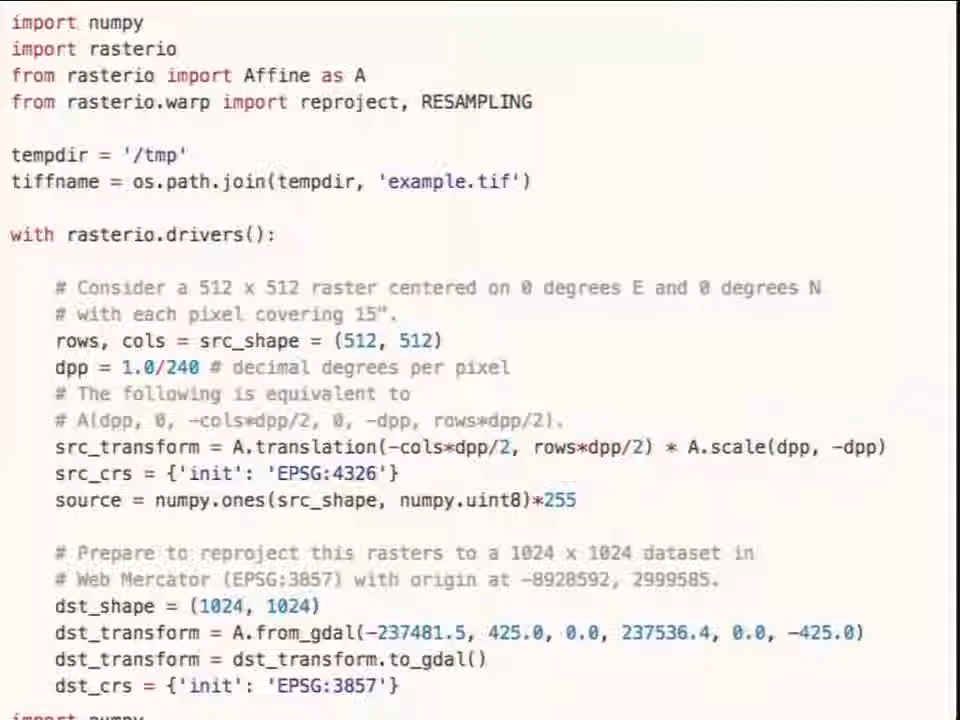 import numpy
import rasterio
from rasterio import Affine as A
from rasterio.warp import reproject, RESAMPLING
tempdir = '/tmp'
tiffname = os.path.join(tempdir, 'example.tif')
with rasterio.drivers():
# Consider a 512 x 512 raster centered on 0 degrees E and 0 degrees N
# with each pixel covering 15".
rows, cols = src_shape = (512, 512)
dpp = 1.0/240 # decimal degrees per pixel
# The following is equivalent to
# A(dpp, 0, -cols*dpp/2, 0, -dpp, rows*dpp/2).
src_transform = A.translation(-cols*dpp/2, rows*dpp/2) * A.scale(dpp, -dpp)
src_crs = {'init': 'EPSG:4326'}
source = numpy.ones(src_shape, numpy.uint8)*255
# Prepare to reproject this rasters to a 1024 x 1024 dataset in
# Web Mercator (EPSG:3857) with origin at -8928592, 2999585.
dst_shape = (1024, 1024)
dst_transform = A.from_gdal(-237481.5, 425.0, 0.0, 237536.4, 0.0, -425.0)
dst_transform = dst_transform.to_gdal()
dst_crs = {'init': 'EPSG:3857'}
import numpy